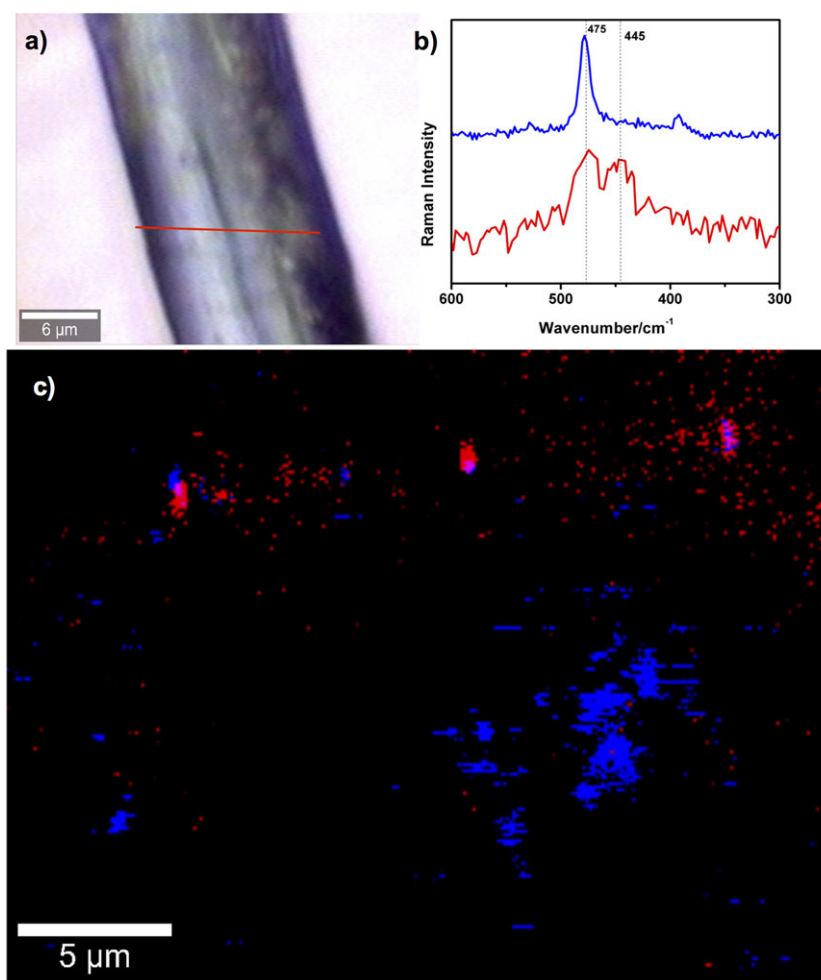 a)
6 µm
b)
475
445
Raman Intensity
600
500
400
300
Wavenumber/cm-1
c)
5 µm